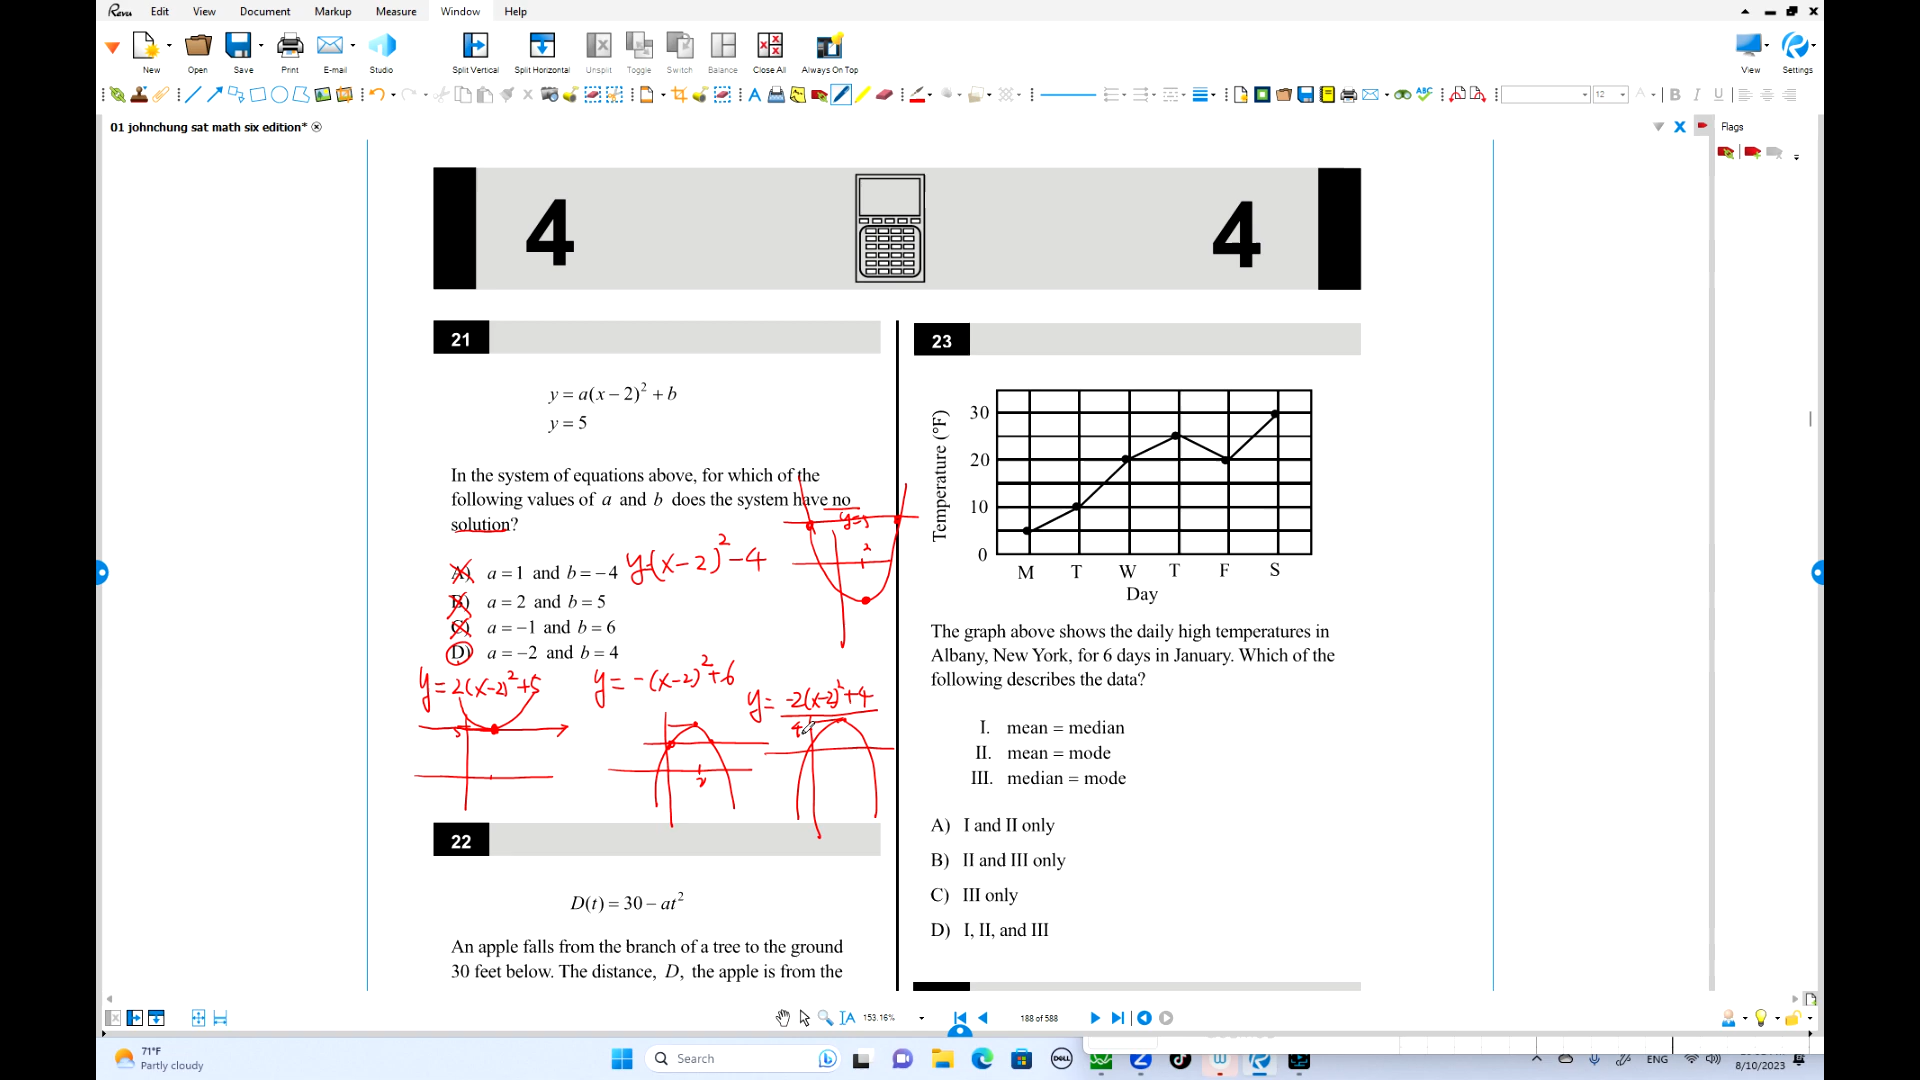 Revu Edit View Document Markup Measure Window Help
New Open Save Print E-mail Studio Split Vertical Split Horizontal Unsplit Toggle Switch Balance Close All Always On Top View Settings
12
01 johnchung sat math six edition*
Flags
4
4
21
y = a(x − 2)² + b
y = 5
In the system of equations above, for which of the
following values of a and b does the system have no
solution?
A) a = 1 and b = −4
B) a = 2 and b = 5
C) a = −1 and b = 6
D) a = −2 and b = 4
y=(x−2)²−4
y=5
2
y=2(x−2)²+5
5
y=−(x−2)²+6
2
y=−2(x−2)²+4
4
22
D(t) = 30 − at²
An apple falls from the branch of a tree to the ground
30 feet below. The distance, D, the apple is from the
23
Temperature (°F)
30
20
10
0
M T W T F S
Day
The graph above shows the daily high temperatures in
Albany, New York, for 6 days in January. Which of the
following describes the data?
I. mean = median
II. mean = mode
III. median = mode
A) I and II only
B) II and III only
C) III only
D) I, II, and III
153.16%
188 of 588
71°F
Partly cloudy
Search
DELL
ENG
8/10/2023